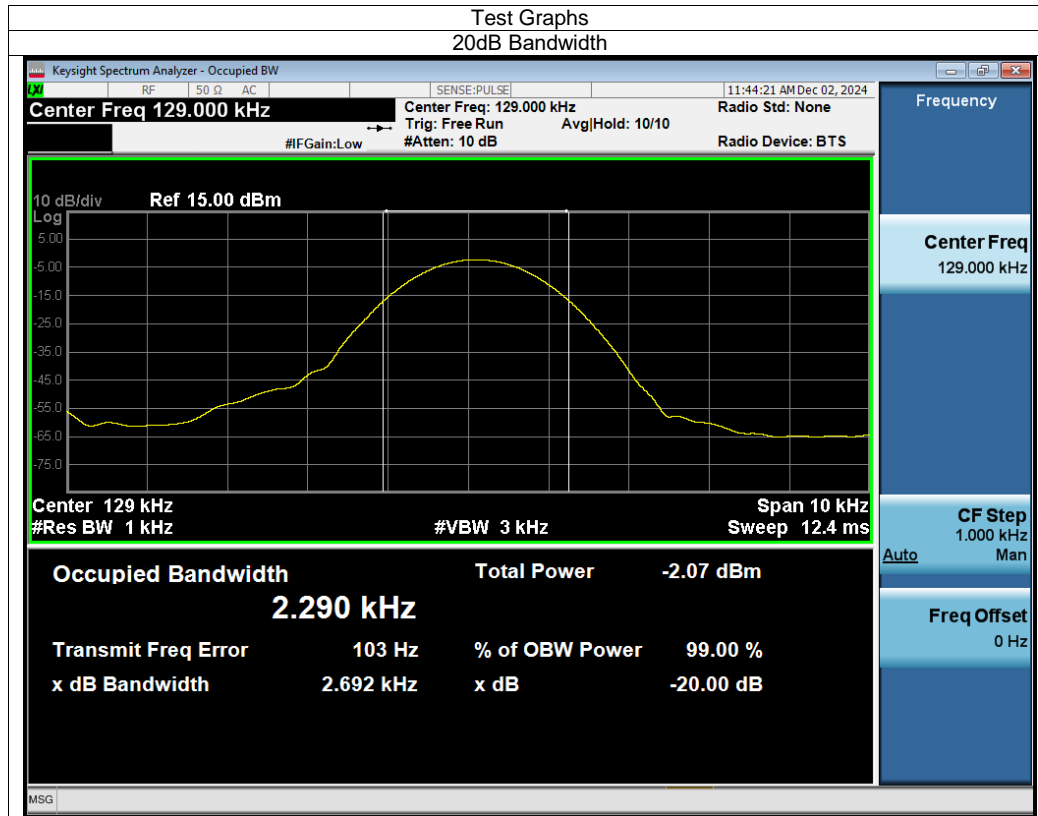 Test Graphs
20dB Bandwidth
Keysight Spectrum Analyzer - Occupied BW
LXI RF 50 Ω AC SENSE:PULSE 11:44:21 AM Dec 02, 2024
Center Freq 129.000 kHz
Center Freq: 129.000 kHz Radio Std: None
Trig: Free Run Avg|Hold: 10/10
#IFGain:Low #Atten: 10 dB Radio Device: BTS
Frequency
10 dB/div Ref 15.00 dBm
Log
5.00
-5.00
-15.0
-25.0
-35.0
-45.0
-55.0
-65.0
-75.0
Center 129 kHz Span 10 kHz
#Res BW 1 kHz #VBW 3 kHz Sweep 12.4 ms
Center Freq
129.000 kHz
CF Step
1.000 kHz
Auto Man
Freq Offset
0 Hz
Occupied Bandwidth Total Power -2.07 dBm
2.290 kHz
Transmit Freq Error 103 Hz % of OBW Power 99.00 %
x dB Bandwidth 2.692 kHz x dB -20.00 dB
MSG